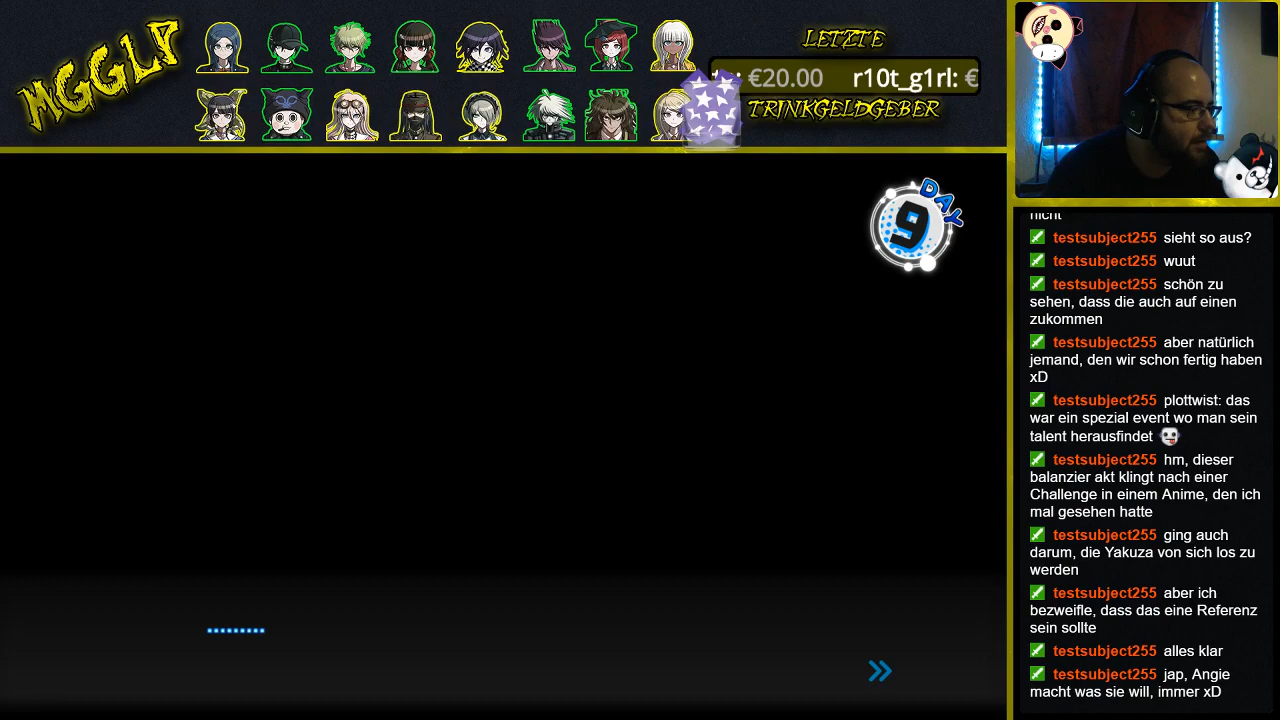 MGGLP
LETZTE
: €20.00 r10t_g1rl: €
TRINKGELDGEBER
DAY
9
.........
nicht
testsubject255 sieht so aus?
testsubject255 wuut
testsubject255 schön zu
sehen, dass die auch auf einen
zukommen
testsubject255 aber natürlich
jemand, den wir schon fertig haben
xD
testsubject255 plottwist: das
war ein spezial event wo man sein
talent herausfindet
testsubject255 hm, dieser
balanzier akt klingt nach einer
Challenge in einem Anime, den ich
mal gesehen hatte
testsubject255 ging auch
darum, die Yakuza von sich los zu
werden
testsubject255 aber ich
bezweifle, dass das eine Referenz
sein sollte
testsubject255 alles klar
testsubject255 jap, Angie
macht was sie will, immer xD